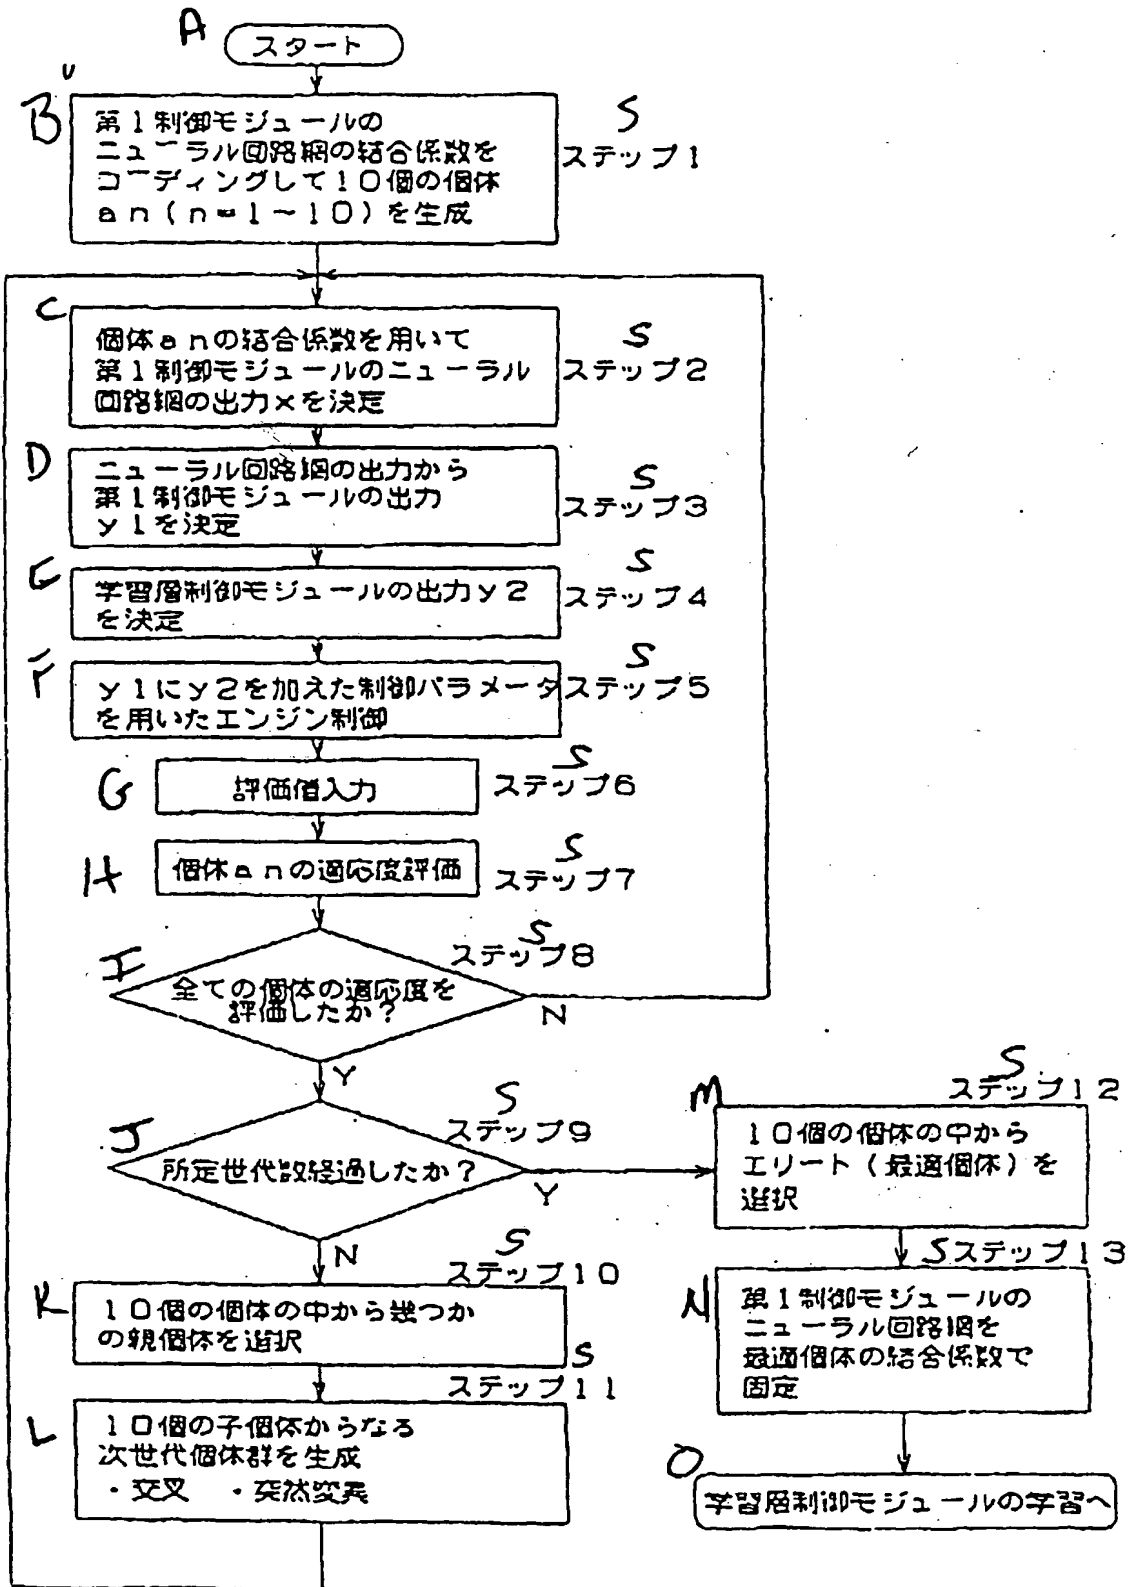 A
スタート
B
第1制御モジュールの
ニューラル回路網の結合係数を
コーディングして10個の個体
an(n=1~10)を生成
S
ステップ1
C
個体anの結合係数を用いて
第1制御モジュールのニューラル
回路網の出力xを決定
S
ステップ2
D
ニューラル回路網の出力から
第1制御モジュールの出力
y1を決定
S
ステップ3
E
学習層制御モジュールの出力y2
を決定
S
ステップ4
F
y1にy2を加えた制御パラメータ
を用いたエンジン制御
S
ステップ5
G
評価値入力
S
ステップ6
H
個体anの適応度評価
S
ステップ7
I
全ての個体の適応度を
評価したか?
S
ステップ8
N
Y
J
所定世代数経過したか?
S
ステップ9
Y
N
K
10個の個体の中から幾つか
の親個体を選択
S
ステップ10
L
10個の子個体からなる
次世代個体群を生成
・交叉 ・突然変異
S
ステップ11
M
10個の個体の中から
エリート(最適個体)を
選択
S
ステップ12
N
第1制御モジュールの
ニューラル回路網を
最適個体の結合係数で
固定
Sステップ13
O
学習層制御モジュールの学習へ